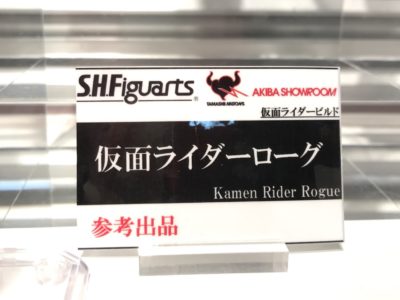 S.H.Figuarts ® TAMASHII NATIONS AKIBA SHOWROOM
仮面ライダービルド
仮面ライダーローグ
Kamen Rider Rogue
参考出品